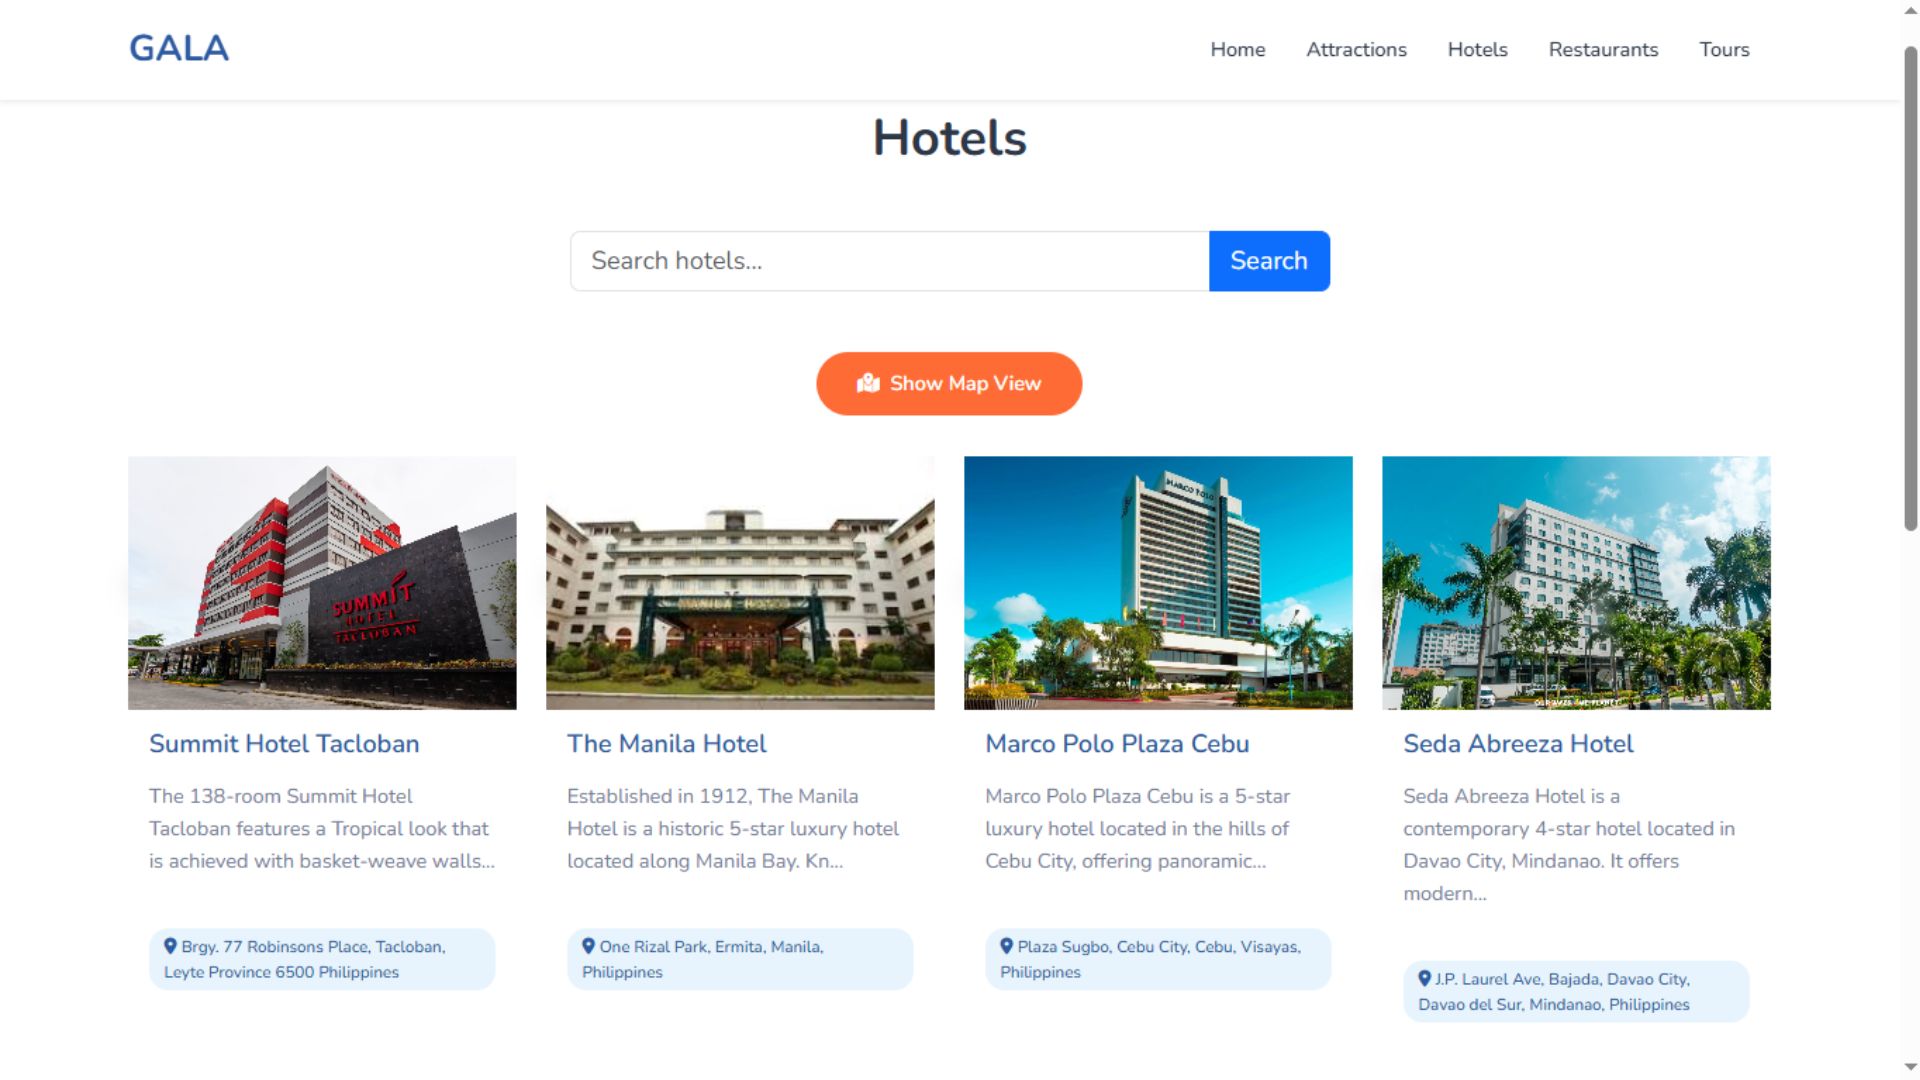 GALA
Home
Attractions
Hotels
Restaurants
Tours
Hotels
Search hotels...
Search
Show Map View
SUMMIT
HOTEL
TACLOBAN
MARCO POLO
Summit Hotel Tacloban
The 138-room Summit Hotel
Tacloban features a Tropical look that
is achieved with basket-weave walls...
Brgy. 77 Robinsons Place, Tacloban,
Leyte Province 6500 Philippines
The Manila Hotel
Established in 1912, The Manila
Hotel is a historic 5-star luxury hotel
located along Manila Bay. Kn...
One Rizal Park, Ermita, Manila,
Philippines
Marco Polo Plaza Cebu
Marco Polo Plaza Cebu is a 5-star
luxury hotel located in the hills of
Cebu City, offering panoramic...
Plaza Sugbo, Cebu City, Cebu, Visayas,
Philippines
Seda Abreeza Hotel
Seda Abreeza Hotel is a
contemporary 4-star hotel located in
Davao City, Mindanao. It offers
modern...
J.P. Laurel Ave, Bajada, Davao City,
Davao del Sur, Mindanao, Philippines